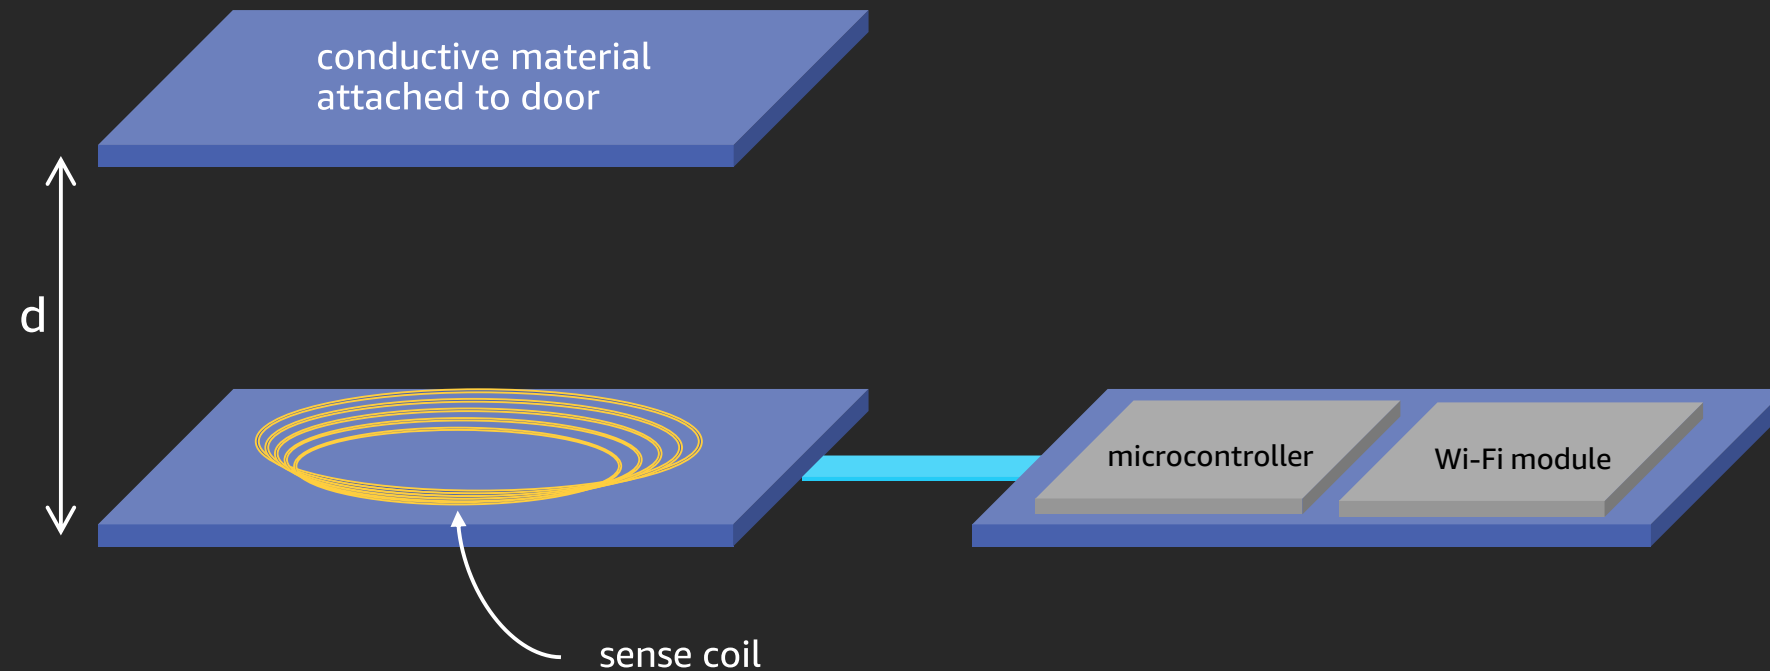 conductive material
attached to door
d
microcontroller
Wi-Fi module
sense coil